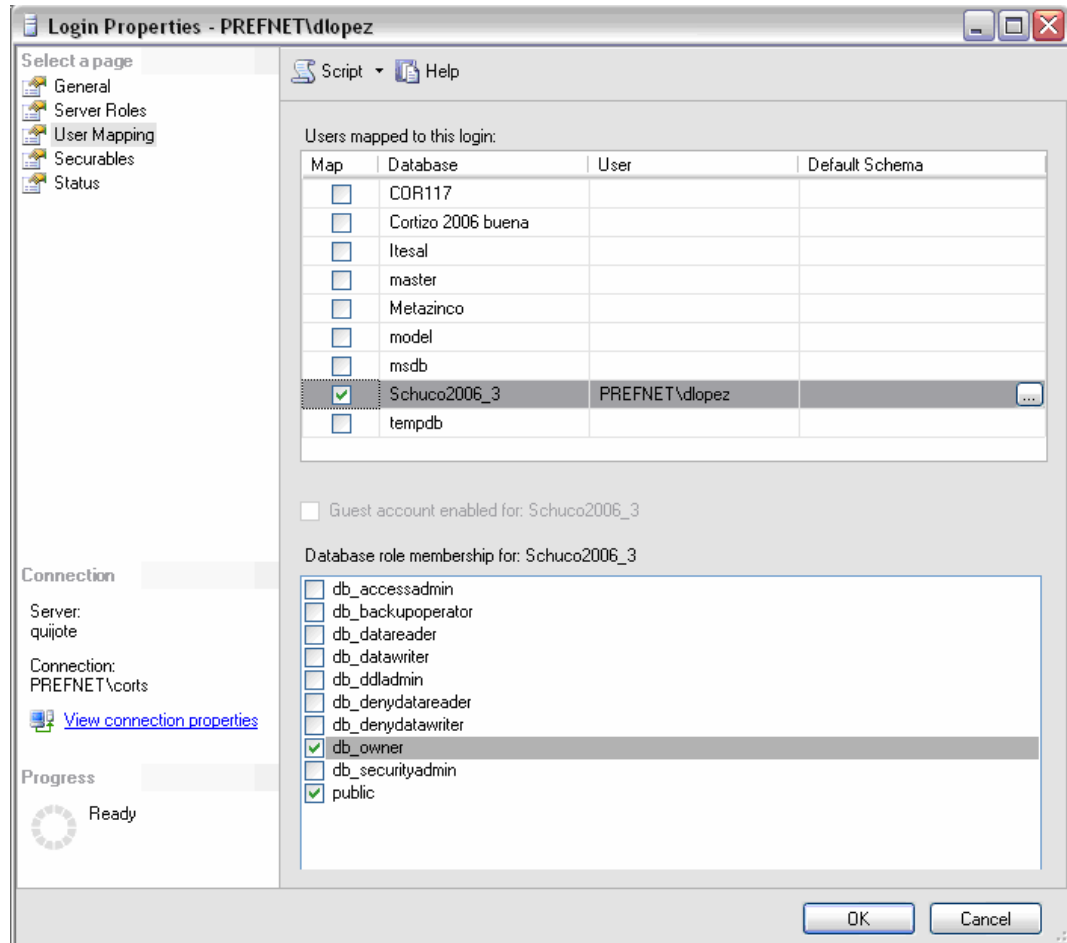 Login Properties - PREFNET\dlopez
Select a page
General
Server Roles
User Mapping
Securables
Status
Script Help
Users mapped to this login:
Map Database User Default Schema
COR117
Cortizo 2006 buena
Itesal
master
Metazinco
model
msdb
Schuco2006_3 PREFNET\dlopez ...
tempdb
Guest account enabled for: Schuco2006_3
Database role membership for: Schuco2006_3
db_accessadmin
db_backupoperator
db_datareader
db_datawriter
db_ddladmin
db_denydatareader
db_denydatawriter
db_owner
db_securityadmin
public
Connection
Server:
quijote
Connection:
PREFNET\corts
View connection properties
Progress
Ready
OK Cancel